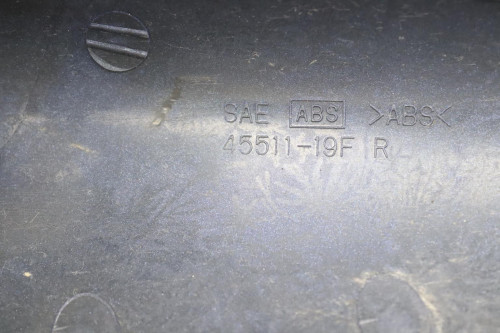 SAE ABS >ABS<
45511-19F R